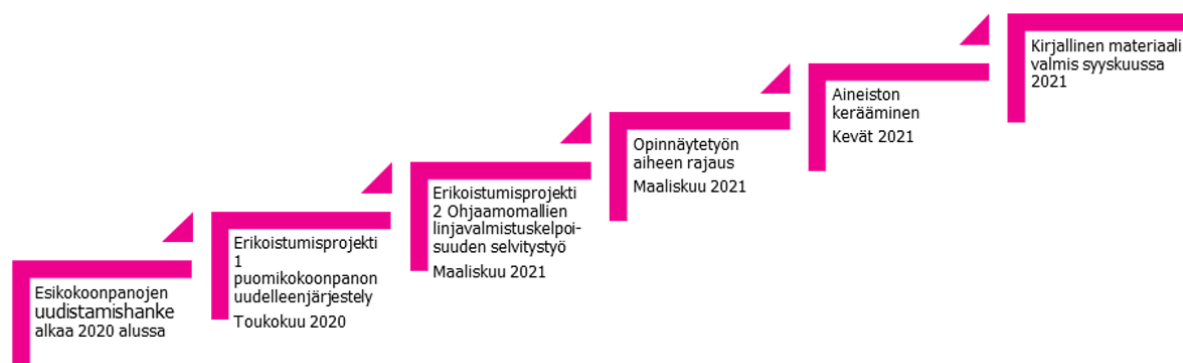 Esikokoonpanojen
uudistamishanke
alkaa 2020 alussa
Erikoistumisprojekti
1
puomikokoonpanon
uudelleenjärjestely
Toukokuu 2020
Erikoistumisprojekti
2 Ohjaamomallien
linjavalmistuskelpoi-
suuden selvitystyö
Maaliskuu 2021
Opinnäytetyön
aiheen rajaus
Maaliskuu 2021
Aineiston
kerääminen
Kevät 2021
Kirjallinen materiaali
valmis syyskuussa
2021